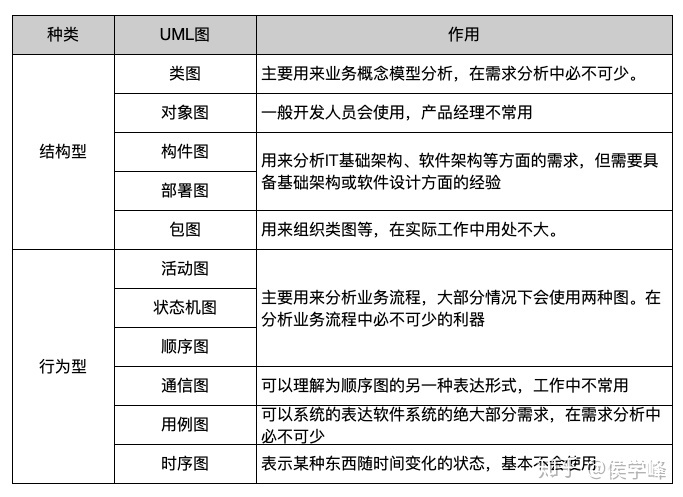 种类 UML图 作用
类图 主要用来业务概念模型分析，在需求分析中必不可少。
对象图 一般开发人员会使用，产品经理不常用
结构型
构件图
用来分析IT基础架构、软件架构等方面的需求，但需要具
备基础架构或软件设计方面的经验
部署图
包图 用来组织类图等，在实际工作中用处不大。
活动图
状态机图
主要用来分析业务流程，大部分情况下会使用两种图。在
分析业务流程中必不可少的利器
顺序图
行为型
通信图 可以理解为顺序图的另一种表达形式，工作中不常用
用例图
可以系统的表达软件系统的绝大部分需求，在需求分析中
必不可少
时序图 表示某种东西随时间变化的状态，基本不会使用
知乎 @侯学峰